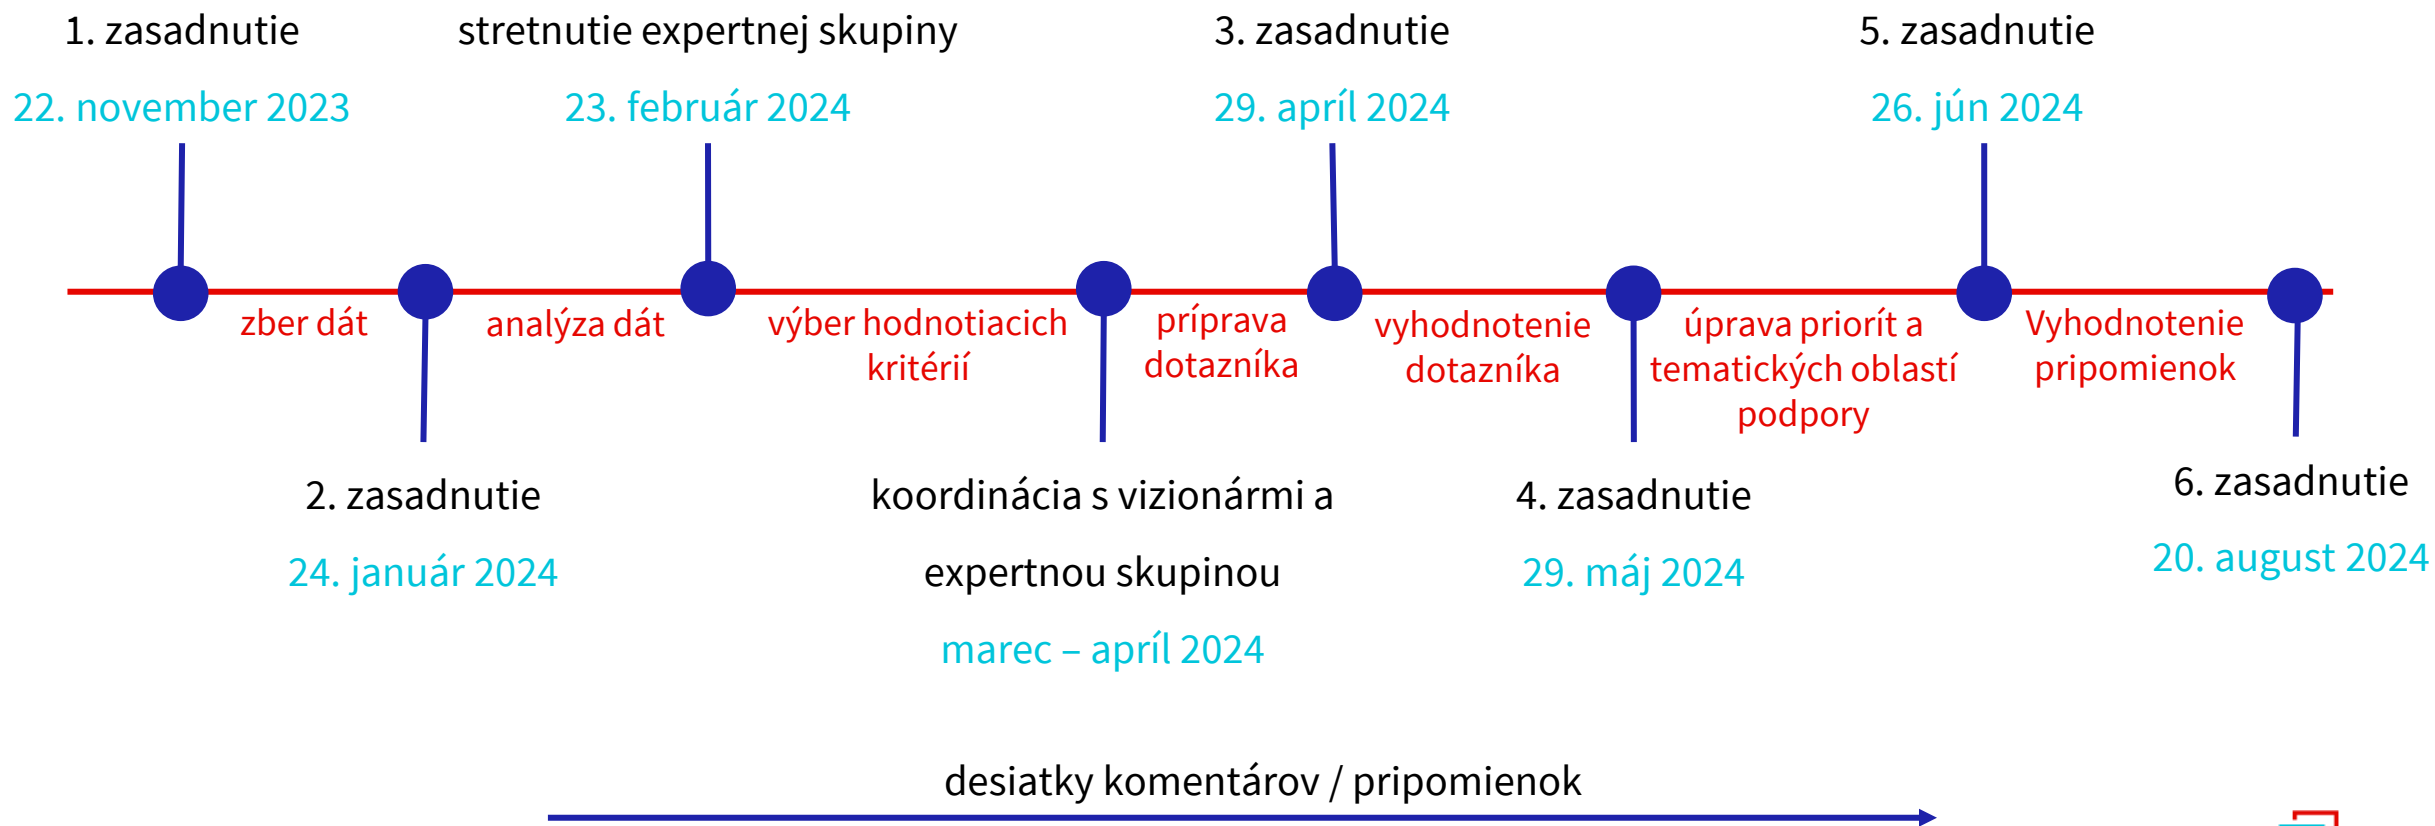 1. zasadnutie
22. november 2023
stretnutie expertnej skupiny
23. február 2024
3. zasadnutie
29. apríl 2024
5. zasadnutie
26. jún 2024
zber dát
analýza dát
výber hodnotiacich
kritérií
príprava
dotazníka
vyhodnotenie
dotazníka
úprava priorít a
tematických oblastí
podpory
Vyhodnotenie
pripomienok
2. zasadnutie
24. január 2024
koordinácia s vizionármi a
expertnou skupinou
marec – apríl 2024
4. zasadnutie
29. máj 2024
6. zasadnutie
20. august 2024
desiatky komentárov / pripomienok